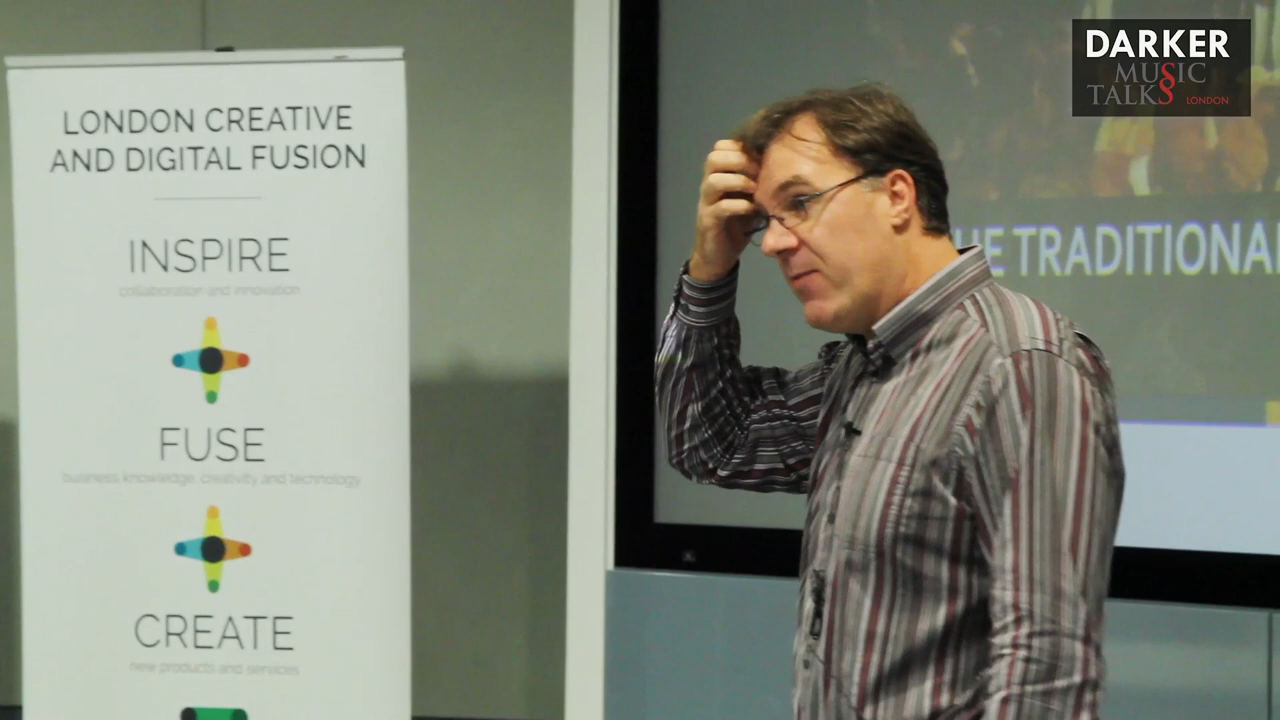 LONDON CREATIVE
AND DIGITAL FUSION
INSPIRE
collaboration and innovation
FUSE
business knowledge, creativity and technology
CREATE
new products and services
DARKER
MUSIC
TALKS LONDON
HE TRADITIONA